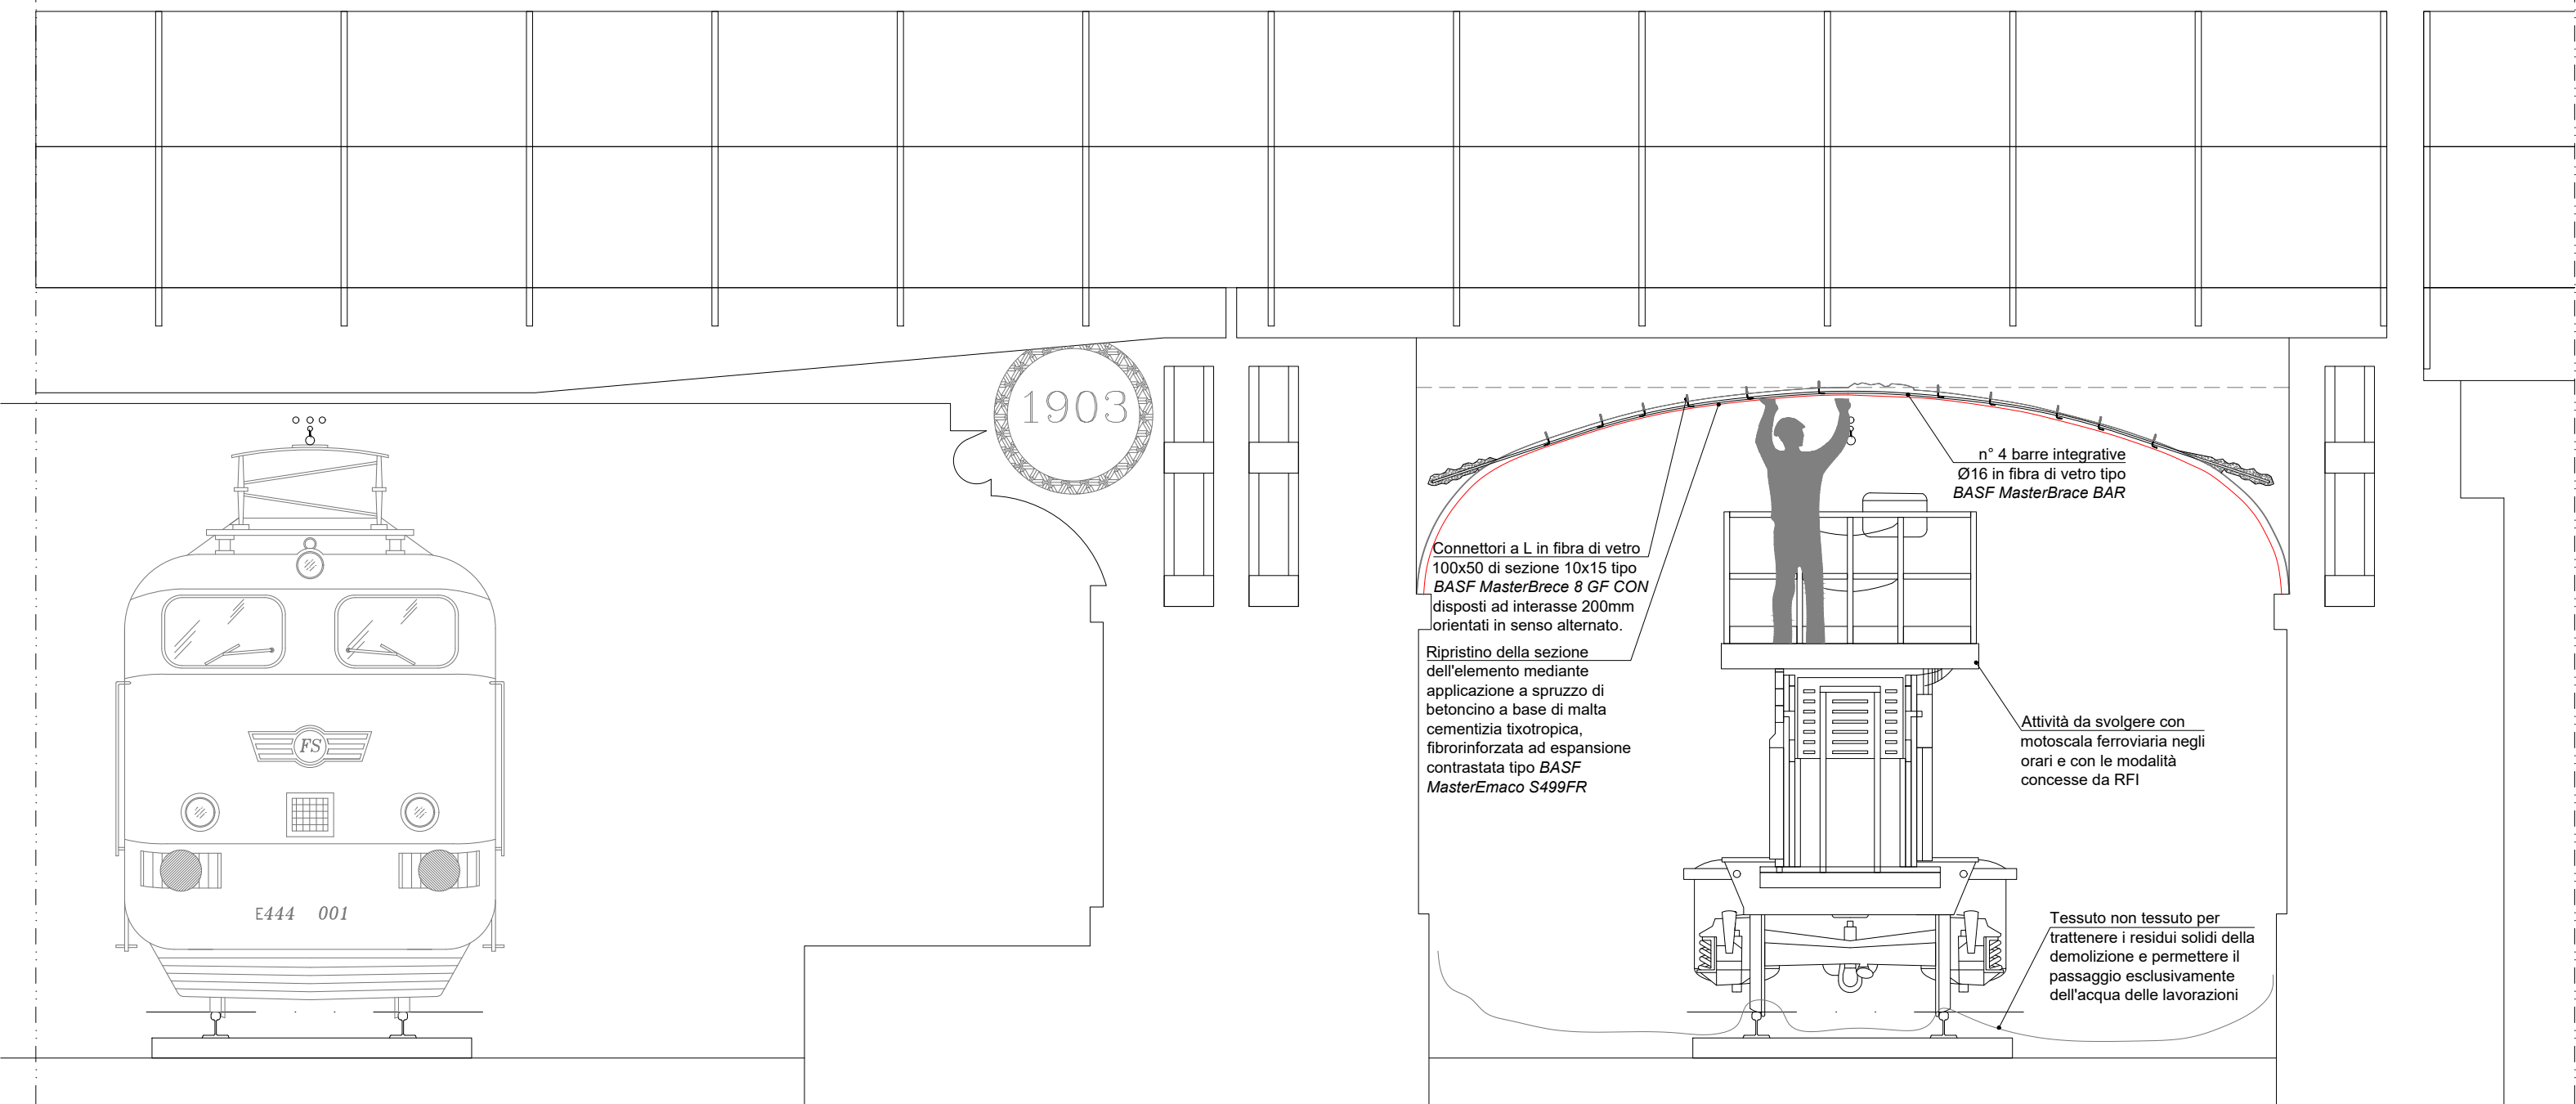 1903
n° 4 barre integrative
Ø16 in fibra di vetro tipo
BASF MasterBrace BAR
Connettori a L in fibra di vetro
100x50 di sezione 10x15 tipo
BASF MasterBrece 8 GF CON
disposti ad interasse 200mm
orientati in senso alternato.
Ripristino della sezione
dell'elemento mediante
applicazione a spruzzo di
betoncino a base di malta
cementizia tixotropica,
fibrorinforzata ad espansione
contrastata tipo BASF
MasterEmaco S499FR
Attività da svolgere con
motoscala ferroviaria negli
orari e con le modalità
concesse da RFI
FS
E444 001
Tessuto non tessuto per
trattenere i residui solidi della
demolizione e permettere il
passaggio esclusivamente
dell'acqua delle lavorazioni